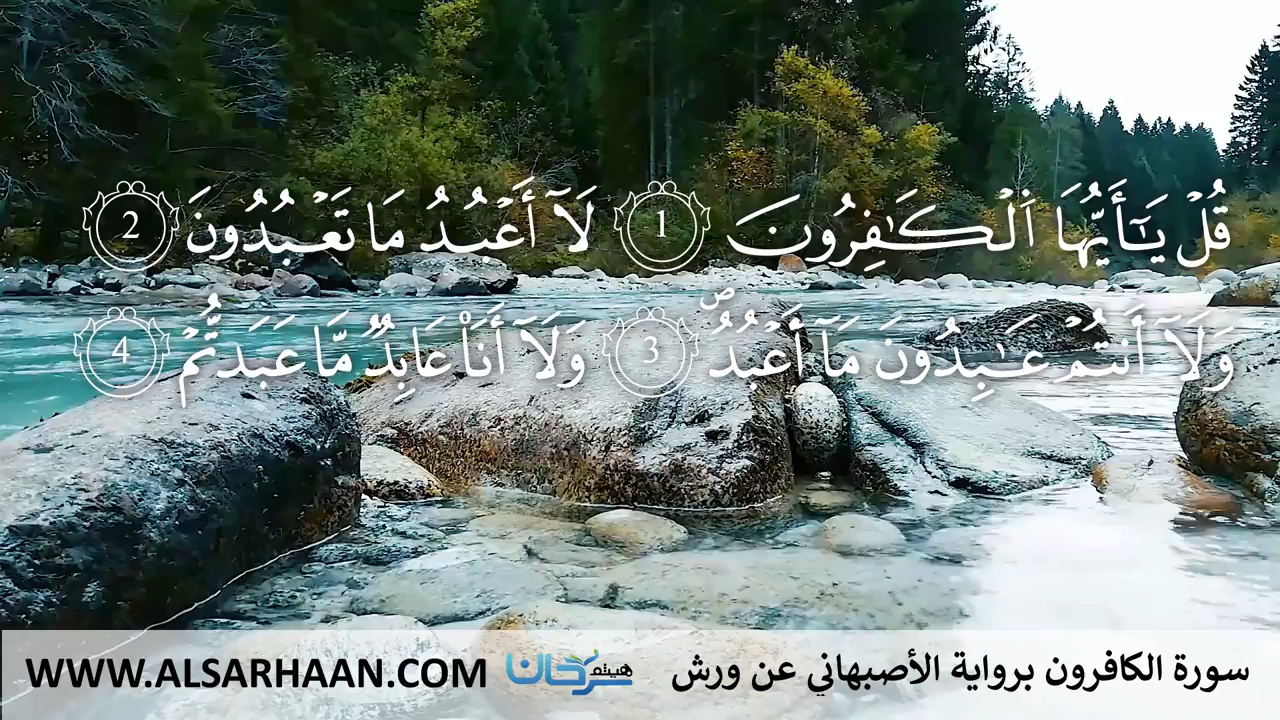 قُلۡ يَـٰٓأَيُّهَا اَ۬لۡكَـٰفِرُونَ 1 لَآ أَعۡبُدُ مَا تَعۡبُدُونَ 2
وَلَآ أَنتُمۡ عَـٰبِدُونَ مَآ أَعۡبُدُ ۖ 3 وَلَآ أَنَا۠ عَابِدٌ مَّا عَبَدتُّمۡ 4
سورة الكافرون برواية الأصبهاني عن ورش هيثم سرحان WWW.ALSARHAAN.COM